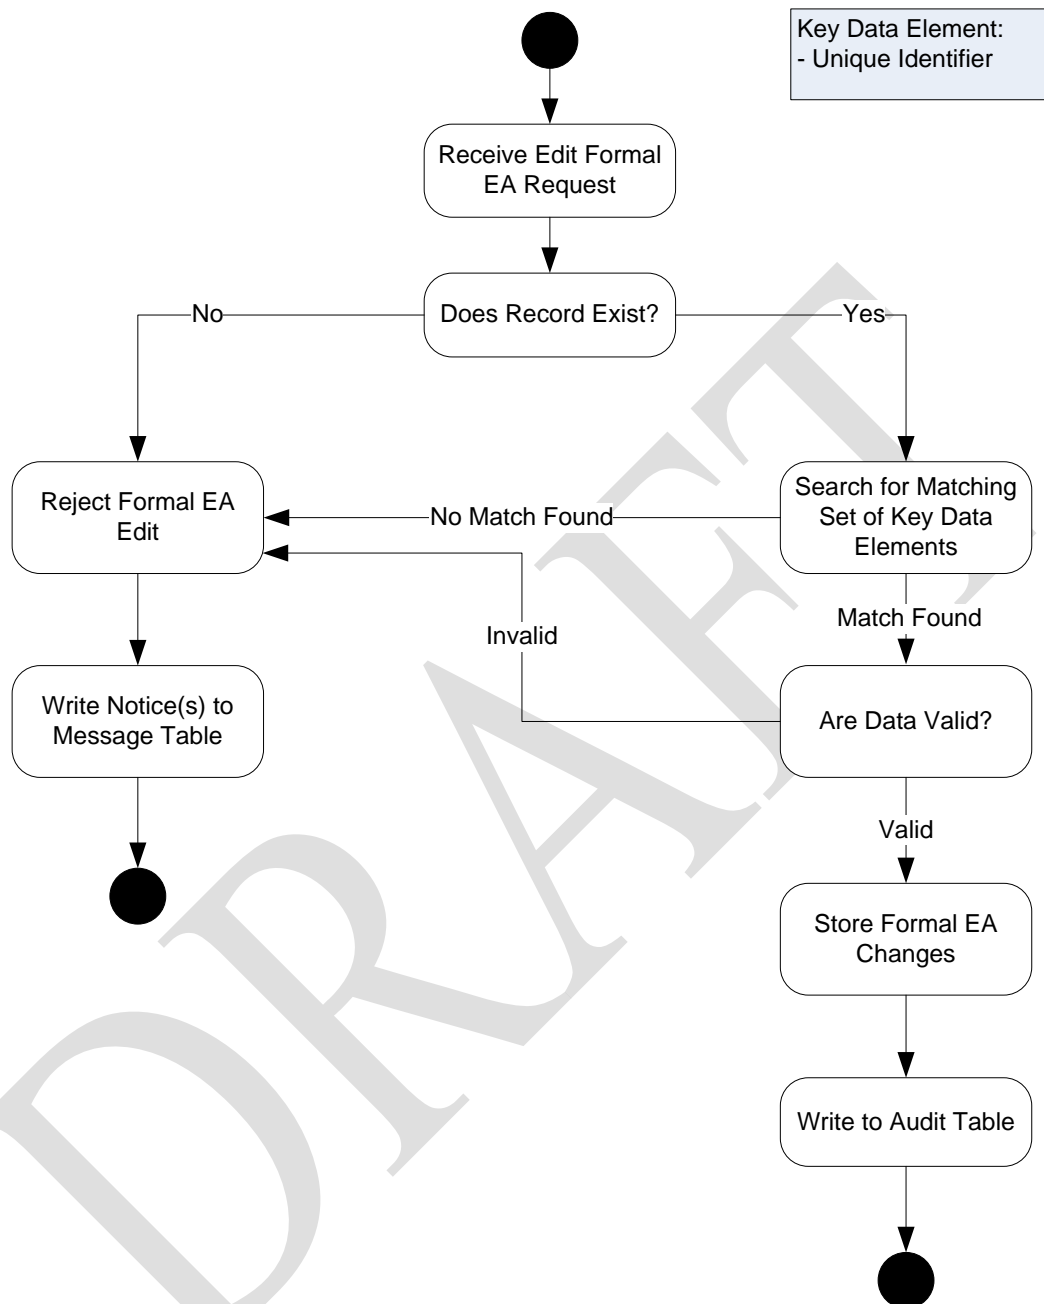 Key Data Element:
- Unique Identifier
Receive Edit Formal
EA Request
Does Record Exist?
No
Yes
Reject Formal EA
Edit
No Match Found
Search for Matching
Set of Key Data
Elements
Match Found
Invalid
Write Notice(s) to
Message Table
Are Data Valid?
Valid
Store Formal EA
Changes
Write to Audit Table
DRAFT